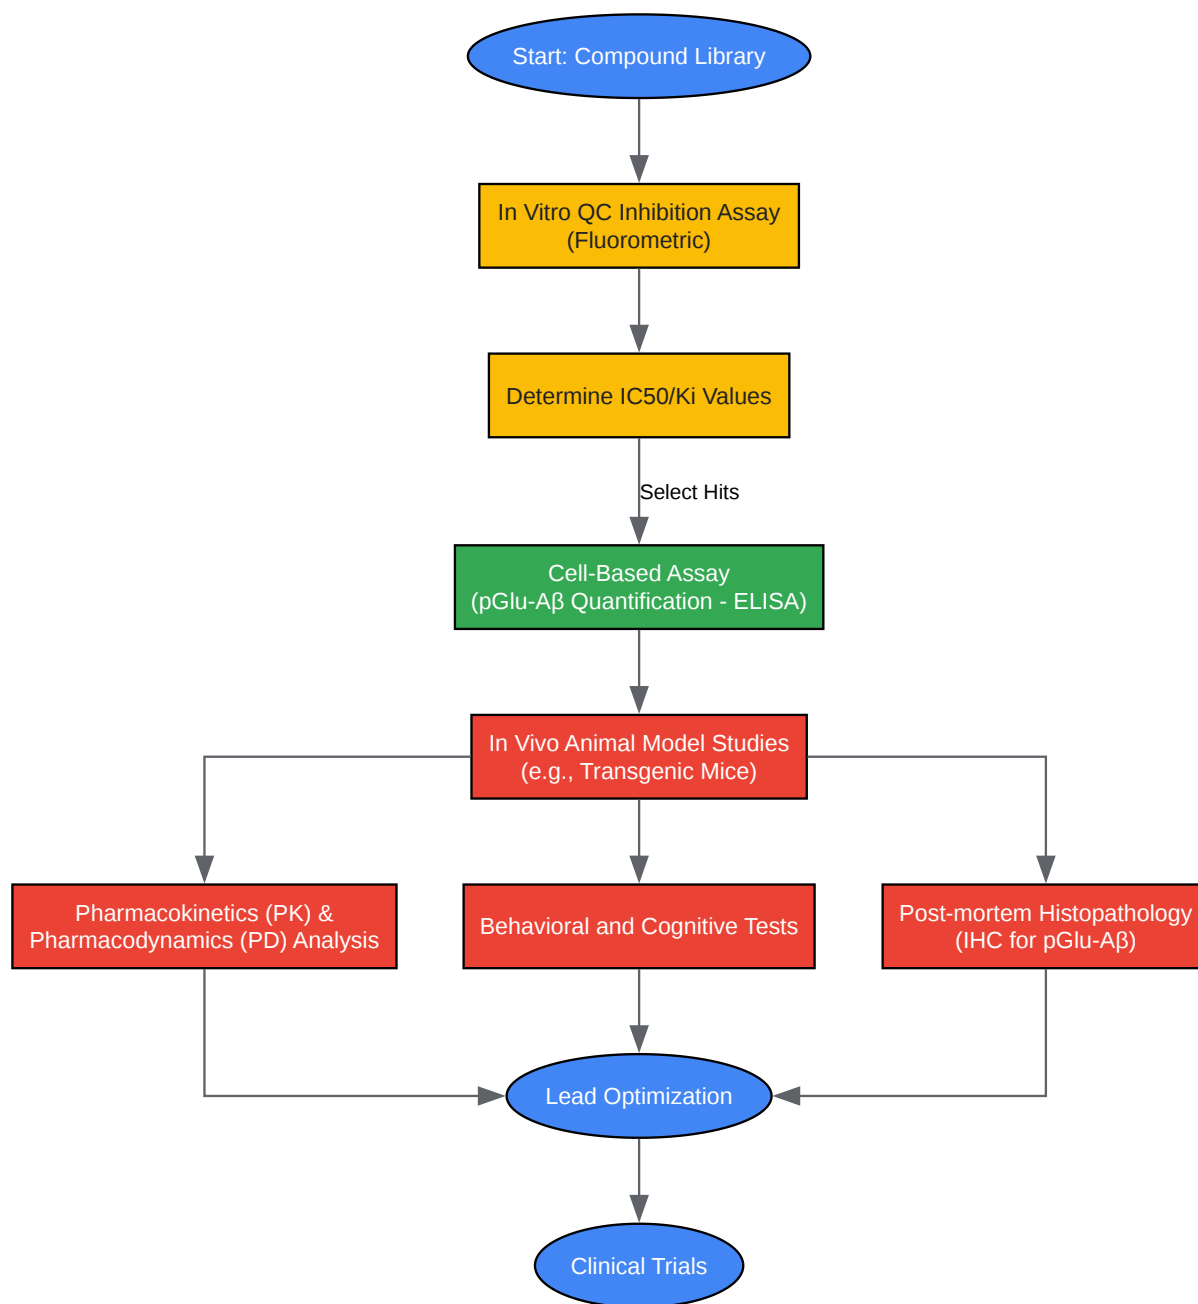 Start: Compound Library
In Vitro QC Inhibition Assay
(Fluorometric)
Determine IC50/Ki Values
Select Hits
Cell-Based Assay
(pGlu-Aβ Quantification - ELISA)
In Vivo Animal Model Studies
(e.g., Transgenic Mice)
Pharmacokinetics (PK) &
Pharmacodynamics (PD) Analysis
Behavioral and Cognitive Tests
Post-mortem Histopathology
(IHC for pGlu-Aβ)
Lead Optimization
Clinical Trials